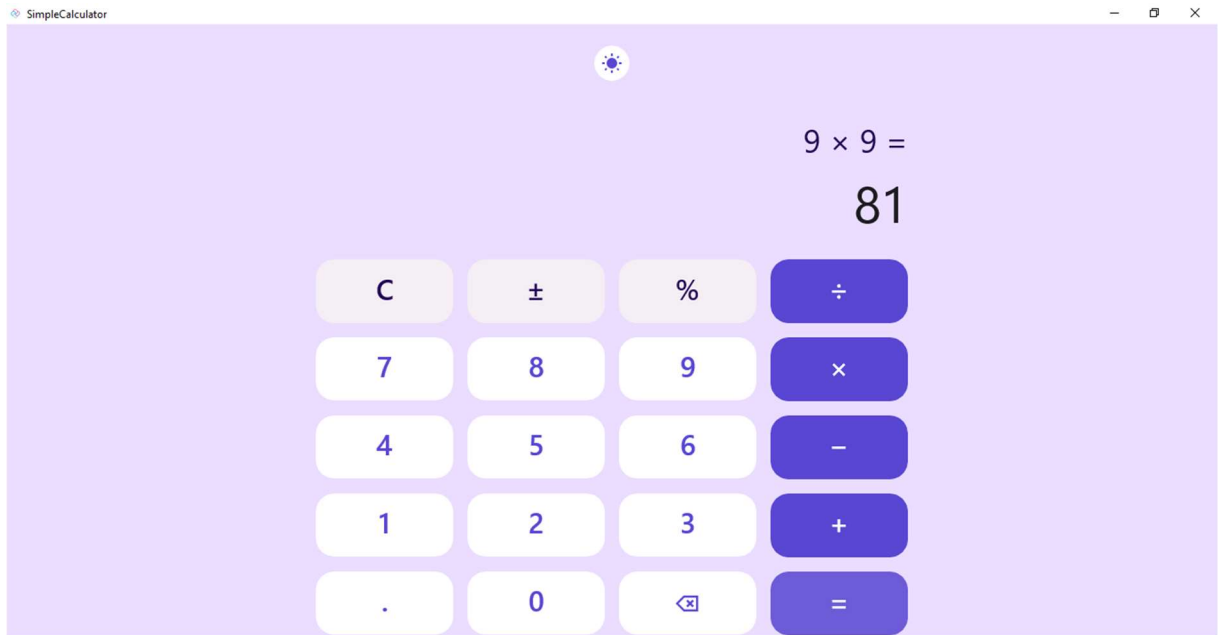 SimpleCalculator
9 × 9 =
81
C ± % ÷
7 8 9 ×
4 5 6 −
1 2 3 +
. 0 =